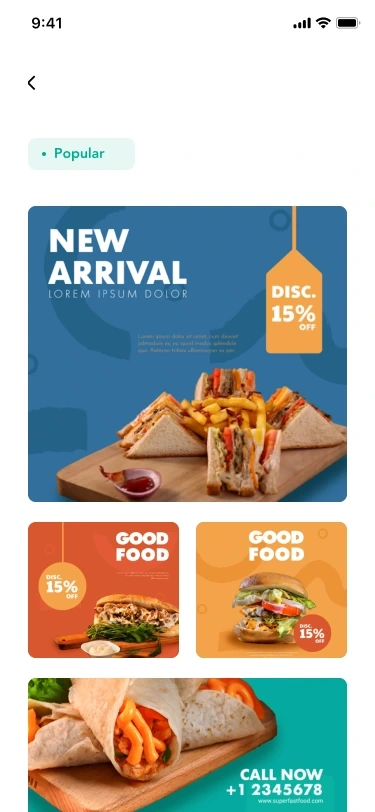 9:41
• Popular
NEW
ARRIVAL
LOREM IPSUM DOLOR
DISC.
15%
OFF
GOOD
FOOD
DISC.
15%
OFF
GOOD
FOOD
DISC.
15%
OFF
CALL NOW
+1 2345678
www.superfastfood.com